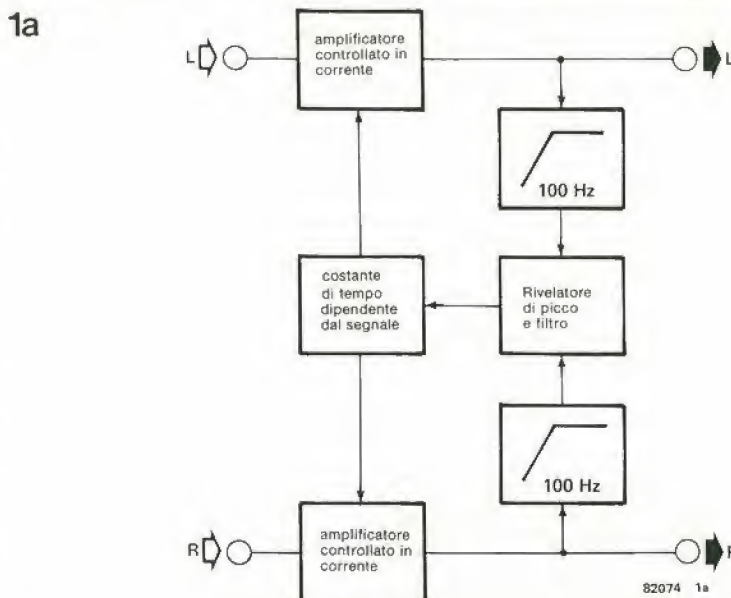 1a
L
amplificatore
controllato in
corrente
L
100 Hz
costante
di tempo
dipendente
dal segnale
Rivelatore
di picco
e filtro
100 Hz
R
amplificatore
controllato in
corrente
R
82074 1a